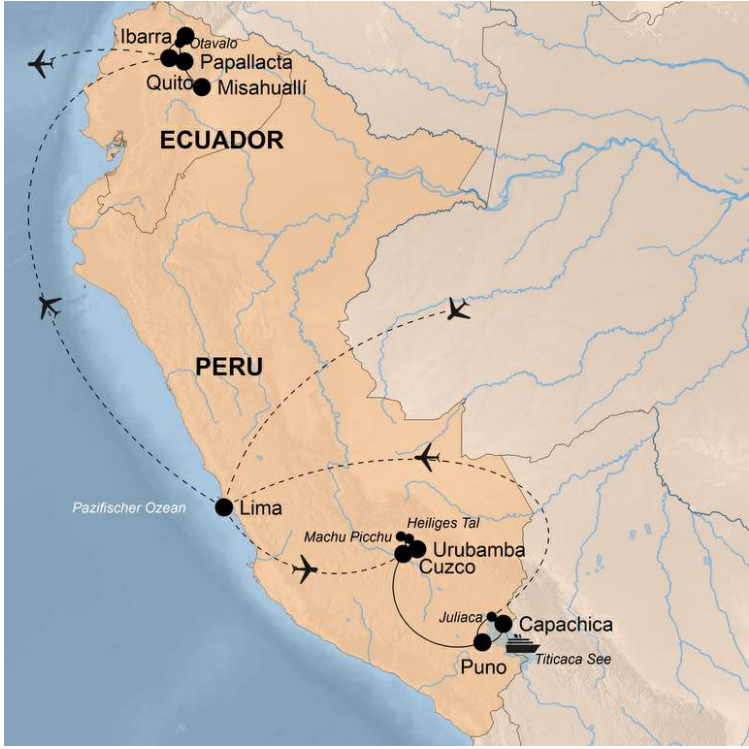 Ibarra
Otavalo
Papallacta
Quito
Misahuallí
ECUADOR
PERU
Pazifischer Ozean
Lima
Heiliges Tal
Machu Picchu
Urubamba
Cuzco
Juliaca
Capachica
Puno
Titicaca See